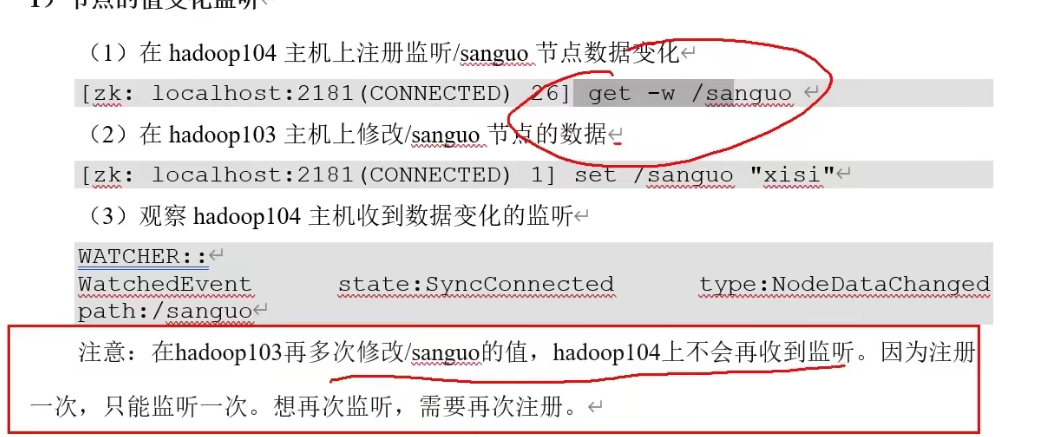 1）节点的值变化监听
（1）在 hadoop104 主机上注册监听/sanguo 节点数据变化
[zk: localhost:2181(CONNECTED) 26] get -w /sanguo
（2）在 hadoop103 主机上修改/sanguo 节点的数据
[zk: localhost:2181(CONNECTED) 1] set /sanguo "xisi"
（3）观察 hadoop104 主机收到数据变化的监听
WATCHER::
WatchedEvent state:SyncConnected type:NodeDataChanged
path:/sanguo
注意：在hadoop103再多次修改/sanguo的值，hadoop104上不会再收到监听。因为注册
一次，只能监听一次。想再次监听，需要再次注册。